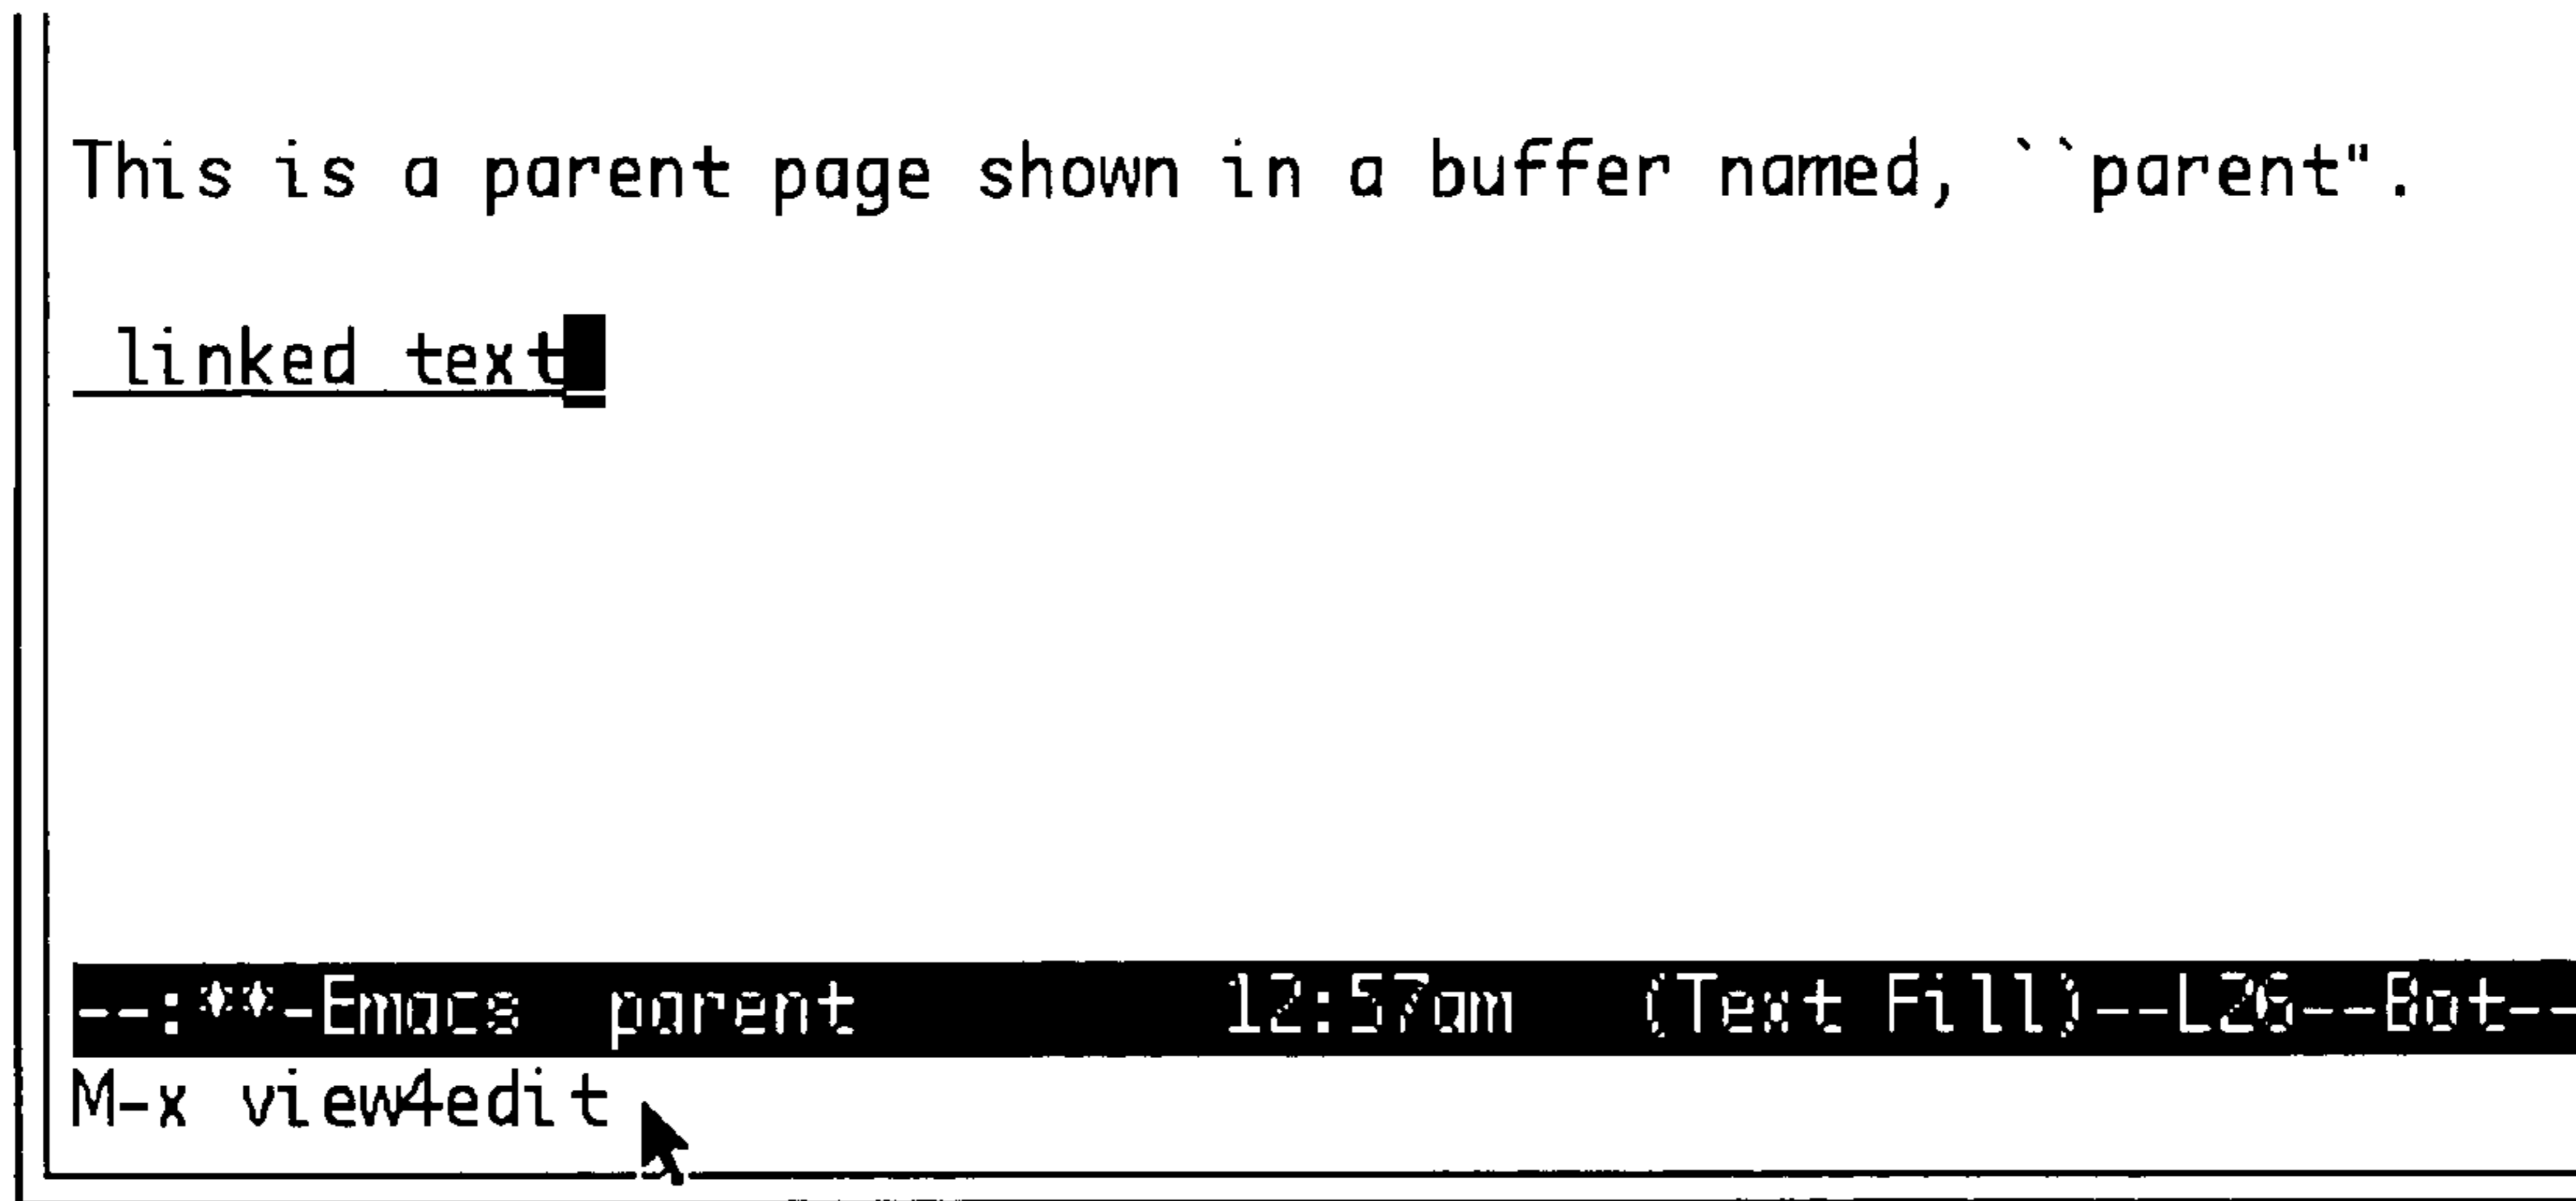 This is a parent page shown in a buffer named, ``parent".
linked text
--:**-Emacs  parent                12:57am   (Text Fill)--L26--Bot--
M-x view4edit